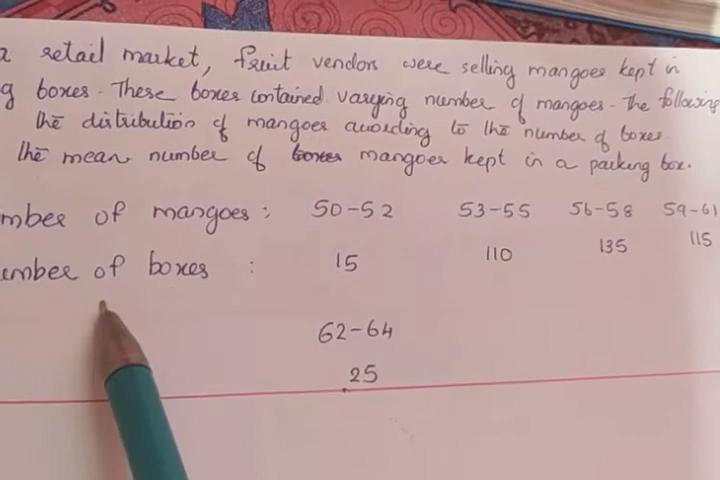 a retail market, fruit vendors were selling mangoes kept in
g boxes. These boxes contained varying number of mangoes. The following
the distribution of mangoes according to the number of boxes.
the mean number of boxes mangoes kept in a packing box.
mber of mangoes : 50-52 53-55 56-58 59-61
umber of boxes : 15 110 135 115
62-64
25